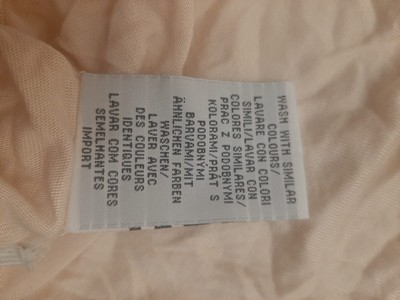 WASH WITH SIMILAR
COLOURS/
LAVARE CON COLORI
SIMILI/LAVAR CON
COLORES SIMILARES/
PRAC Z PODOBNYMI
KOLORAMI/PRÁT S
PODOBNÝMI
BARVAMI/MIT
ÄHNLICHEN FARBEN
WASCHEN/
LAVER AVEC
DES COULEURS
IDENTIQUES
LAVAR COM CORES
SEMELHANTES
IMPORT